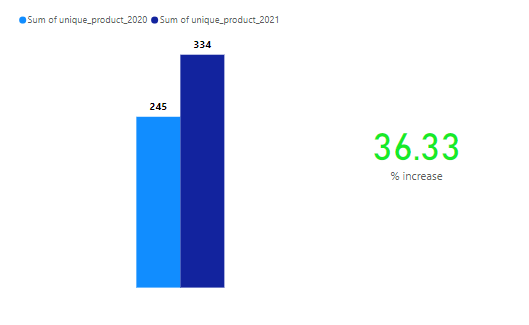 Sum of unique_product_2020 Sum of unique_product_2021
334
245
36.33
% increase